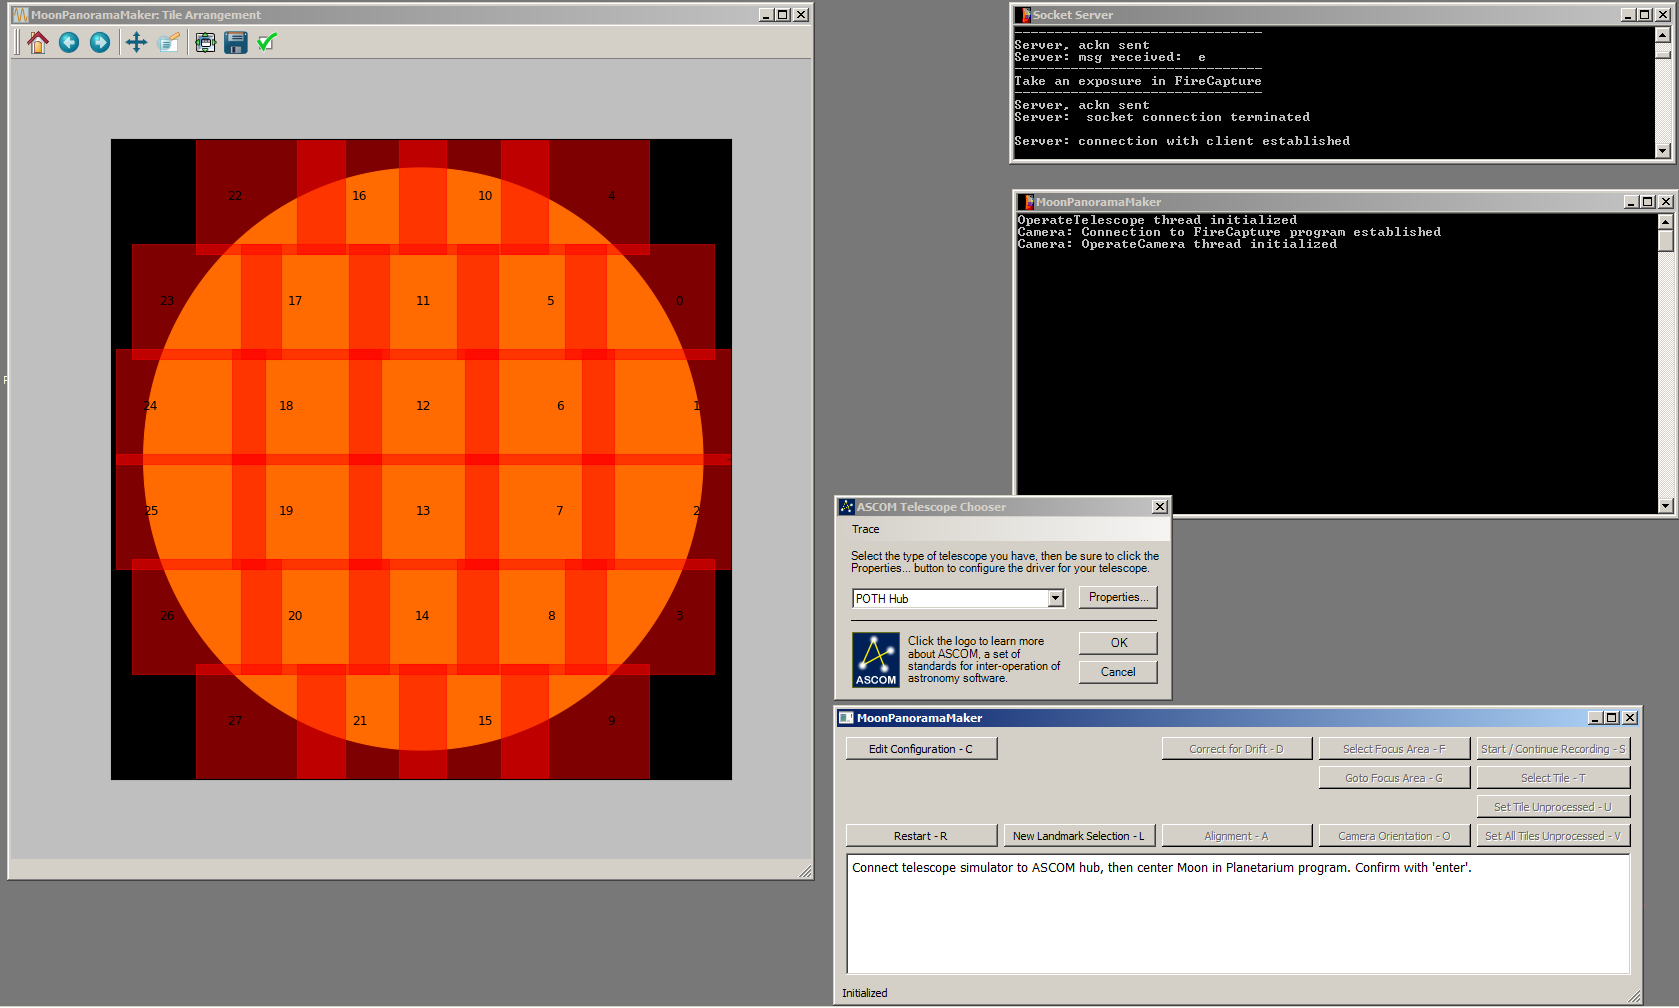 MoonPanoramaMaker: Tile Arrangement
22 16 10 4
23 17 11 5 0
24 18 12 6 1
25 19 13 7 2
26 20 14 8 3
27 21 15 9
Socket Server
-------------------------------
Server, ackn sent
Server: msg received:  e
-------------------------------
Take an exposure in FireCapture
-------------------------------
Server, ackn sent
Server:  socket connection terminated
Server: connection with client established
MoonPanoramaMaker
OperateTelescope thread initialized
Camera: Connection to FireCapture program established
Camera: OperateCamera thread initialized
ASCOM Telescope Chooser
Trace
Select the type of telescope you have, then be sure to click the
Properties... button to configure the driver for your telescope.
POTH Hub
Properties...
Click the logo to learn more
about ASCOM, a set of
standards for inter-operation of
astronomy software.
ASCOM
OK
Cancel
MoonPanoramaMaker
Edit Configuration - C
Correct for Drift - D
Select Focus Area - F
Start / Continue Recording - S
Goto Focus Area - G
Select Tile - T
Set Tile Unprocessed - U
Restart - R
New Landmark Selection - L
Alignment - A
Camera Orientation - O
Set All Tiles Unprocessed - V
Connect telescope simulator to ASCOM hub, then center Moon in Planetarium program. Confirm with 'enter'.
Initialized